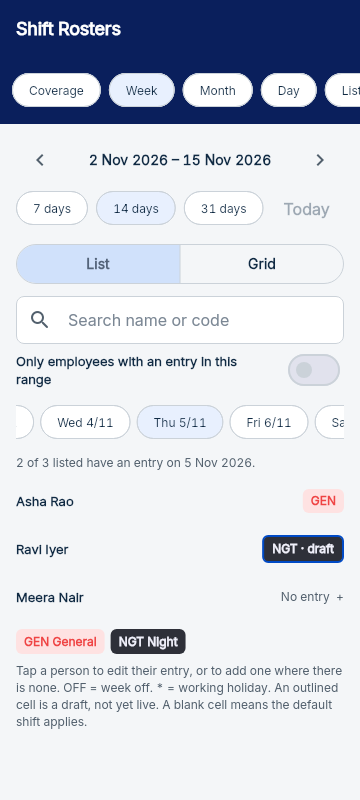 Shift Rosters
Coverage Week Month Day List
2 Nov 2026 – 15 Nov 2026
7 days 14 days 31 days Today
List Grid
Search name or code
Only employees with an entry in this
range
Wed 4/11 Thu 5/11 Fri 6/11 Sa
2 of 3 listed have an entry on 5 Nov 2026.
Asha Rao GEN
Ravi Iyer NGT · draft
Meera Nair No entry +
GEN General NGT Night
Tap a person to edit their entry, or to add one where there
is none. OFF = week off. * = working holiday. An outlined
cell is a draft, not yet live. A blank cell means the default
shift applies.